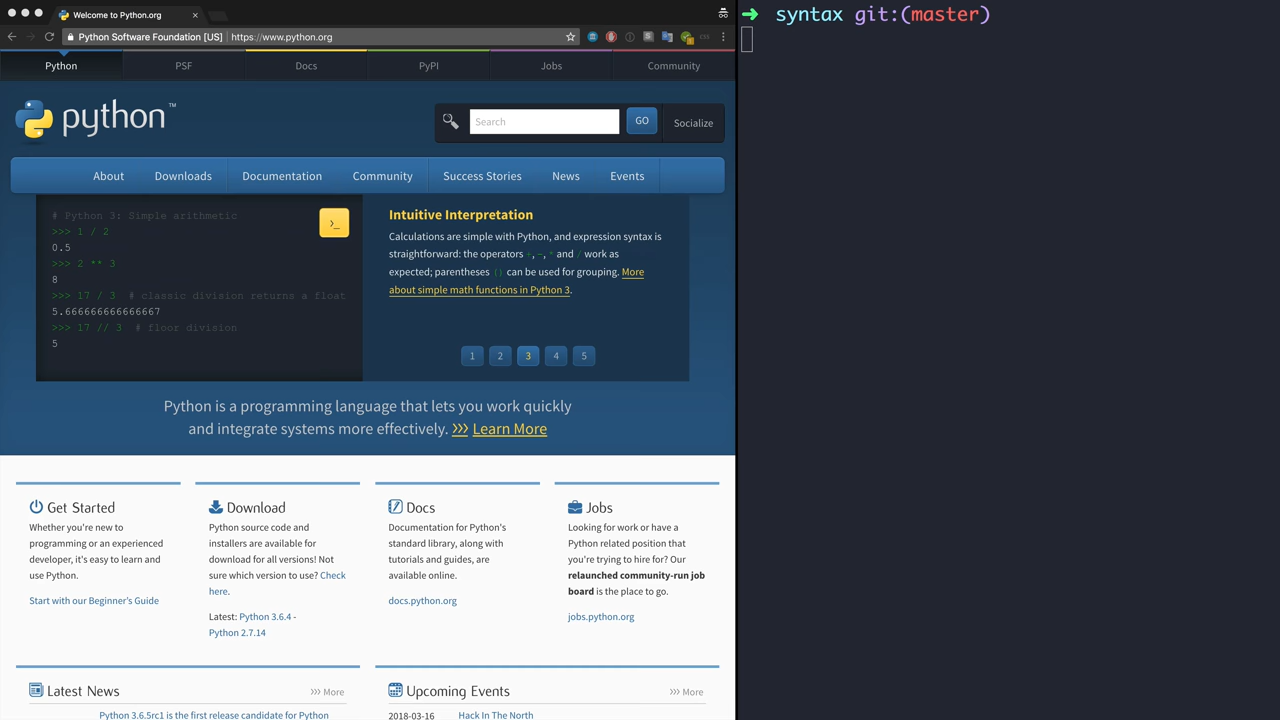 Welcome to Python.org
Python Software Foundation [US] | https://www.python.org
Python PSF Docs PyPI Jobs Community
python™
Search GO Socialize
About Downloads Documentation Community Success Stories News Events
# Python 3: Simple arithmetic
>>> 1 / 2
0.5
>>> 2 ** 3
8
>>> 17 / 3  # classic division returns a float
5.666666666666667
>>> 17 // 3  # floor division
5
>_
Intuitive Interpretation
Calculations are simple with Python, and expression syntax is
straightforward: the operators +, -, * and / work as
expected; parentheses () can be used for grouping. More
about simple math functions in Python 3.
1 2 3 4 5
Python is a programming language that lets you work quickly
and integrate systems more effectively. >>> Learn More
Get Started
Whether you're new to
programming or an experienced
developer, it's easy to learn and
use Python.
Start with our Beginner's Guide
Download
Python source code and
installers are available for
download for all versions! Not
sure which version to use? Check
here.
Latest: Python 3.6.4 -
Python 2.7.14
Docs
Documentation for Python's
standard library, along with
tutorials and guides, are
available online.
docs.python.org
Jobs
Looking for work or have a
Python related position that
you're trying to hire for? Our
relaunched community-run job
board is the place to go.
jobs.python.org
Latest News
>>> More
Python 3.6.5rc1 is the first release candidate for Python
Upcoming Events
>>> More
2018-03-16 Hack In The North
➜ syntax git:(master)